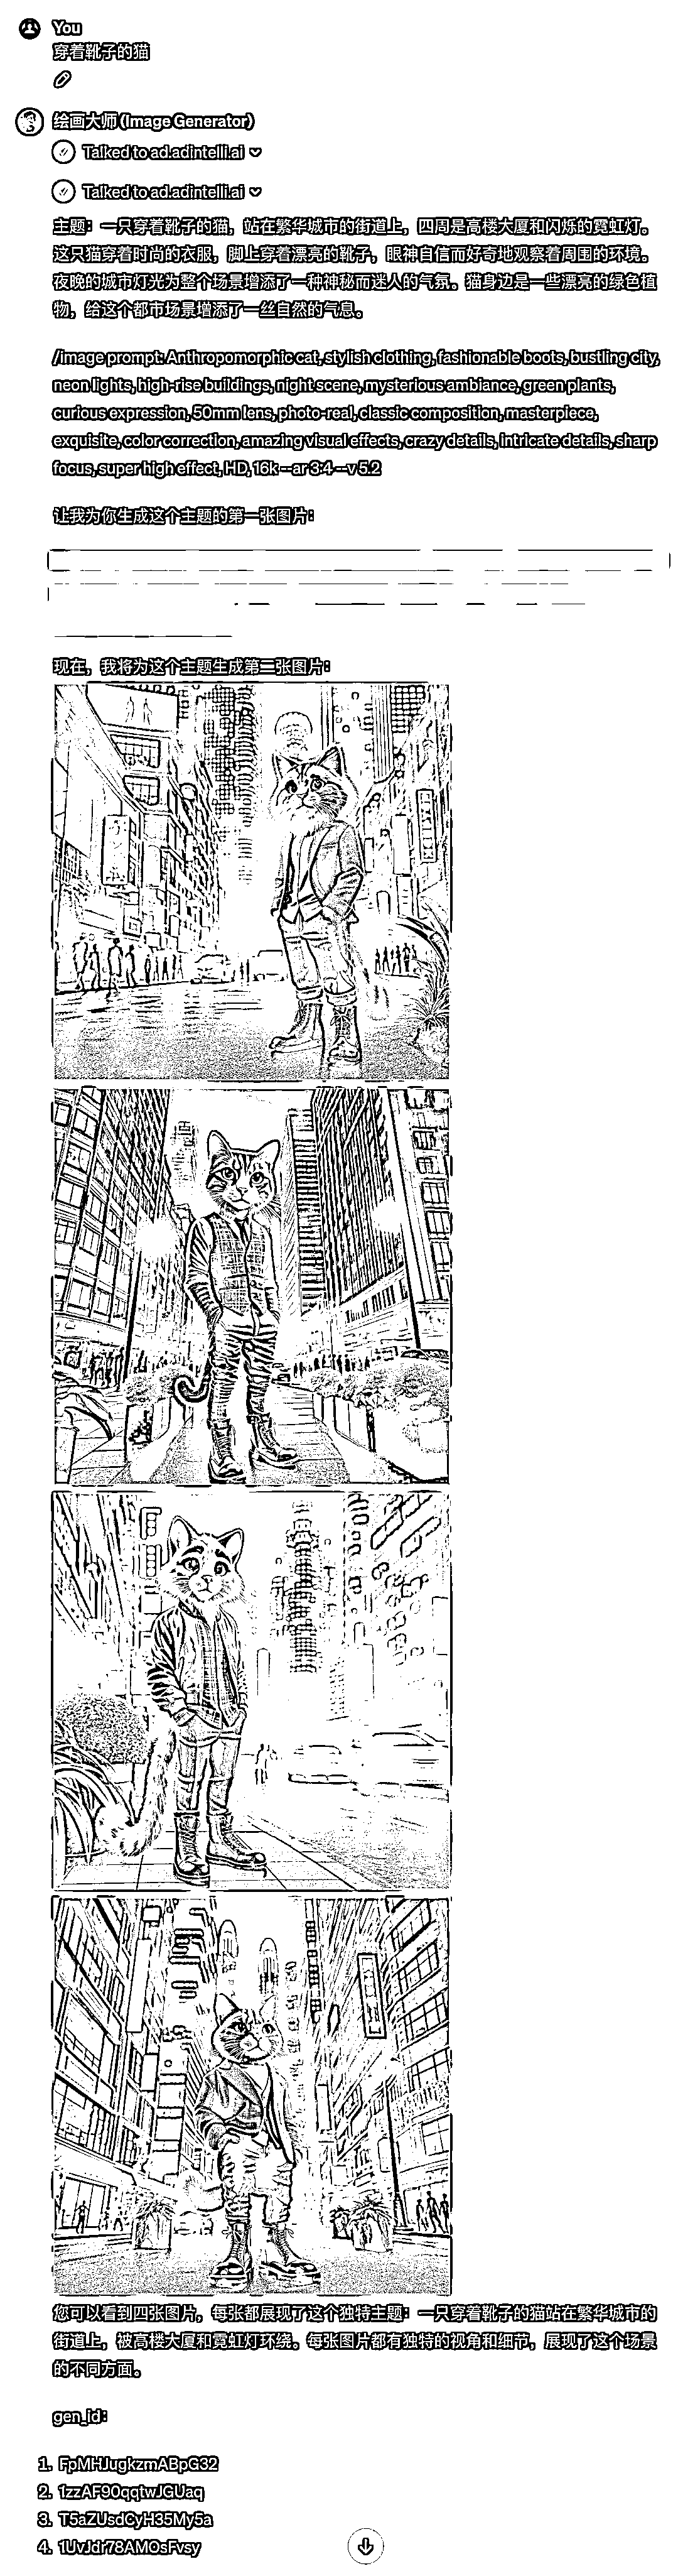 You
穿着靴子的猫
绘画大师 (Image Generator)
Talked to ad.adintelli.ai
Talked to ad.adintelli.ai
主题：一只穿着靴子的猫，站在繁华城市的街道上，四周是高楼大厦和闪烁的霓虹灯。
这只猫穿着时尚的衣服，脚上穿着漂亮的靴子，眼神自信而好奇地观察着周围的环境。
夜晚的城市灯光为整个场景增添了一种神秘而迷人的气氛。猫身边是一些漂亮的绿色植
物，给这个都市场景增添了一丝自然的气息。
/image prompt: Anthropomorphic cat, stylish clothing, fashionable boots, bustling city,
neon lights, high-rise buildings, night scene, mysterious ambiance, green plants,
curious expression, 50mm lens, photo-real, classic composition, masterpiece,
exquisite, color correction, amazing visual effects, crazy details, intricate details, sharp
focus, super high effect, HD, 16k --ar 3:4 --v 5.2
让我为你生成这个主题的第一张图片：
现在，我将为这个主题生成第二张图片：
您可以看到四张图片，每张都展现了这个独特主题：一只穿着靴子的猫站在繁华城市的
街道上，被高楼大厦和霓虹灯环绕。每张图片都有独特的视角和细节，展现了这个场景
的不同方面。
gen_id：
1. FpMHJugkzmABpG32
2. 1zzAF90qqtwJGUaq
3. T5aZUsdCyH35My5a
4. 1UvJdr78AMOsFvsy